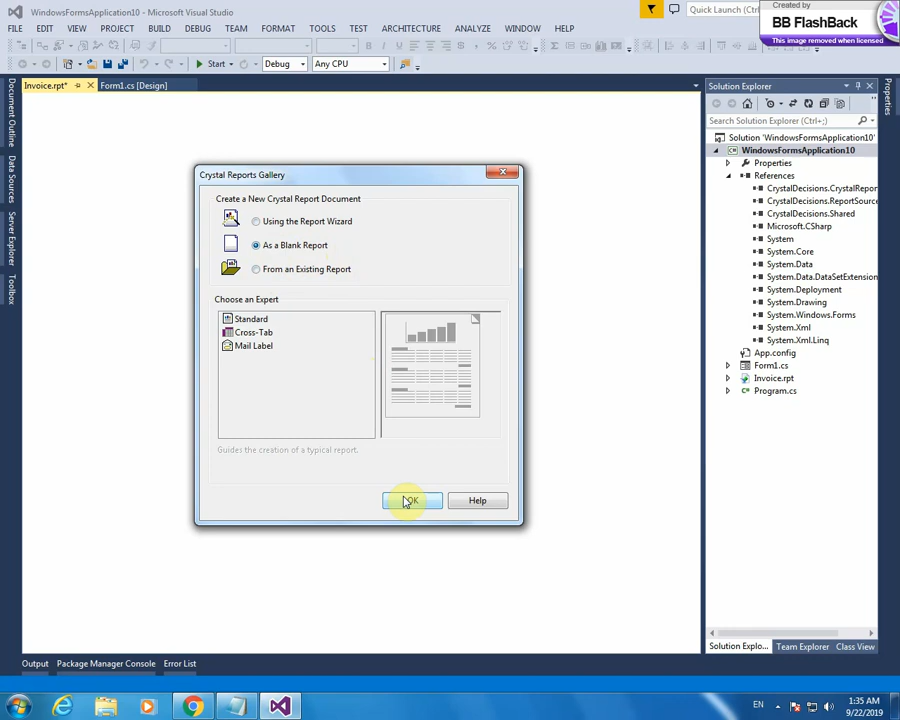 WindowsFormsApplication10 - Microsoft Visual Studio
Quick Launch (Ctrl+
Created by
BB FlashBack
This image removed when licensed
FILE EDIT VIEW PROJECT BUILD DEBUG TEAM FORMAT TOOLS TEST ARCHITECTURE ANALYZE WINDOW HELP
Start Debug Any CPU
Document Outline
Data Sources
Server Explorer
Toolbox
Invoice.rpt* Form1.cs [Design]
Crystal Reports Gallery
Create a New Crystal Report Document
Using the Report Wizard
As a Blank Report
From an Existing Report
Choose an Expert
Standard
Cross-Tab
Mail Label
Guides the creation of a typical report.
OK Help
Solution Explorer
Search Solution Explorer (Ctrl+;)
Solution 'WindowsFormsApplication10'
WindowsFormsApplication10
Properties
References
CrystalDecisions.CrystalRepor
CrystalDecisions.ReportSource
CrystalDecisions.Shared
Microsoft.CSharp
System
System.Core
System.Data
System.Data.DataSetExtension
System.Deployment
System.Drawing
System.Windows.Forms
System.Xml
System.Xml.Linq
App.config
Form1.cs
Invoice.rpt
Program.cs
Solution Explo... Team Explorer Class View
Properties
Output Package Manager Console Error List
EN
1:35 AM
9/22/2019